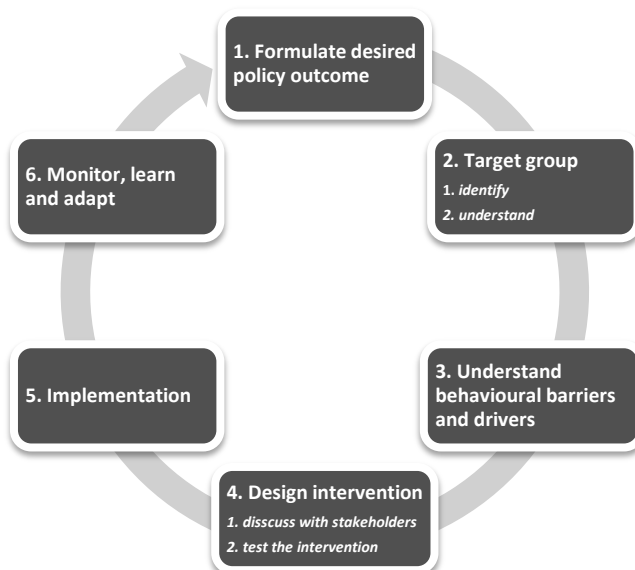 1. Formulate desired
policy outcome
2. Target group
1. identify
2. understand
3. Understand
behavioural barriers
and drivers
4. Design intervention
1. disscuss with stakeholders
2. test the intervention
5. Implementation
6. Monitor, learn
and adapt